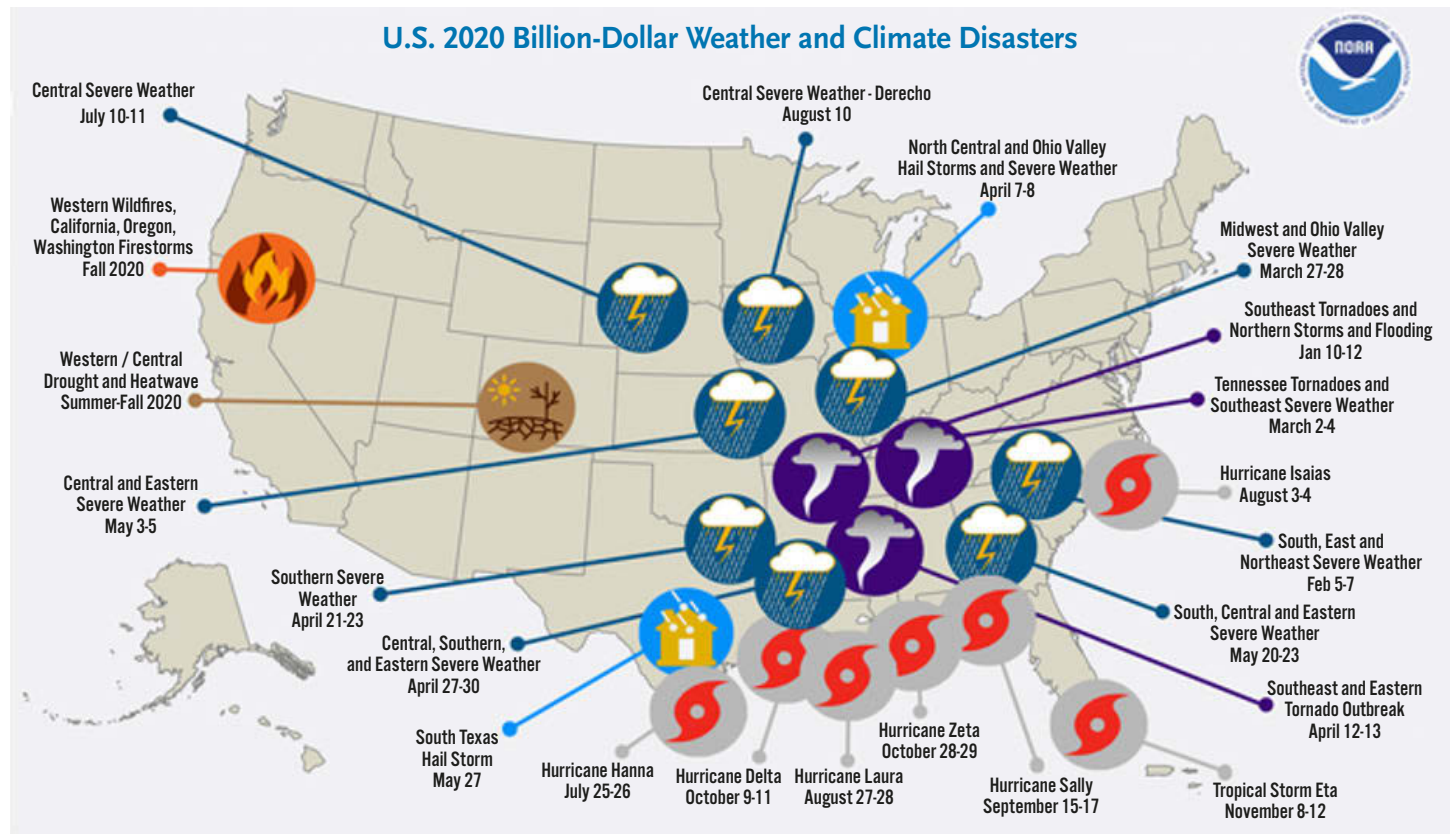 U.S. 2020 Billion-Dollar Weather and Climate Disasters
NOAA
Central Severe Weather
July 10-11
Central Severe Weather - Derecho
August 10
North Central and Ohio Valley
Hail Storms and Severe Weather
April 7-8
Western Wildfires,
California, Oregon,
Washington Firestorms
Fall 2020
Midwest and Ohio Valley
Severe Weather
March 27-28
Southeast Tornadoes and
Northern Storms and Flooding
Jan 10-12
Western / Central
Drought and Heatwave
Summer-Fall 2020
Tennessee Tornadoes and
Southeast Severe Weather
March 2-4
Central and Eastern
Severe Weather
May 3-5
Hurricane Isaias
August 3-4
South, East and
Northeast Severe Weather
Feb 5-7
Southern Severe
Weather
April 21-23
South, Central and Eastern
Severe Weather
May 20-23
Central, Southern,
and Eastern Severe Weather
April 27-30
Southeast and Eastern
Tornado Outbreak
April 12-13
South Texas
Hail Storm
May 27
Hurricane Hanna
July 25-26
Hurricane Delta
October 9-11
Hurricane Laura
August 27-28
Hurricane Zeta
October 28-29
Hurricane Sally
September 15-17
Tropical Storm Eta
November 8-12